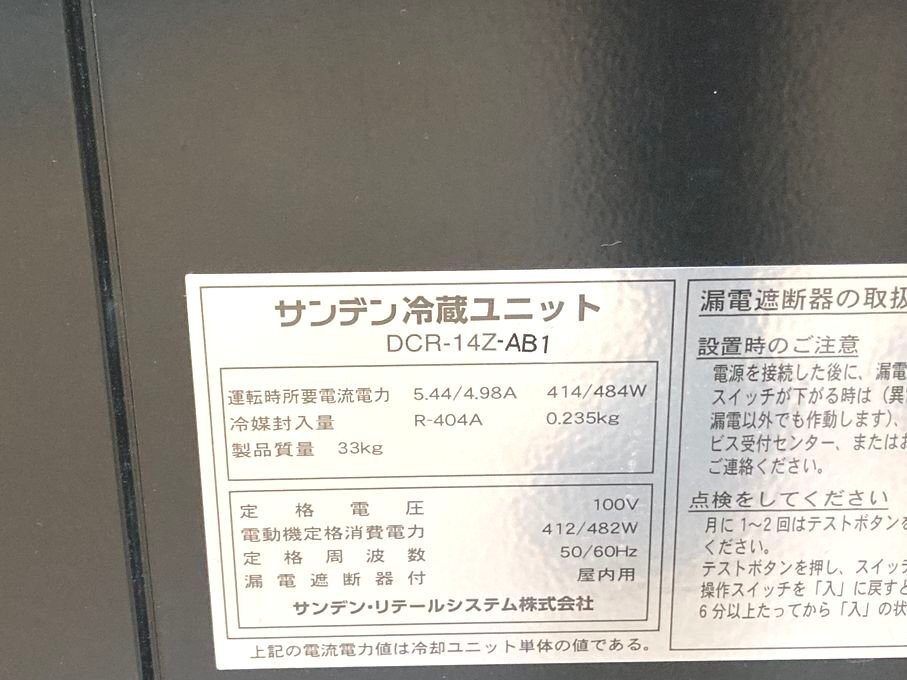 サンデン冷蔵ユニット
DCR-14Z-AB1
運転時所要電流電力 5.44/4.98A 414/484W
冷媒封入量 R-404A 0.235kg
製品質量 33kg
定格電圧 100V
電動機定格消費電力 412/482W
定格周波数 50/60Hz
漏電遮断器付 屋内用
サンデン・リテールシステム株式会社
上記の電流電力値は冷却ユニット単体の値である。
漏電遮断器の取扱
設置時のご注意
電源を接続した後に、漏電
スイッチが下がる時は（異
漏電以外でも作動します）、
ビス受付センター、またはお
ご連絡ください。
点検をしてください
月に1〜2回はテストボタンを
ください。
テストボタンを押し、スイッチ
操作スイッチを「入」に戻すと
6分以上たってから「入」の状